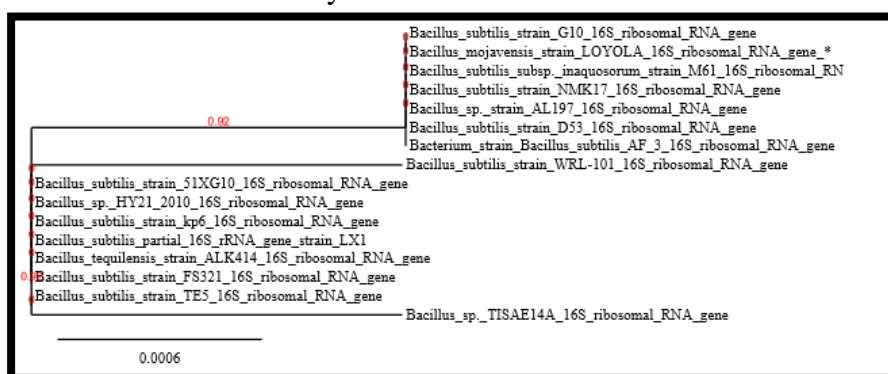 Bacillus_subtilis_strain_G10_16S_ribosomal_RNA_gene
Bacillus_mojavensis_strain_LOYOLA_16S_ribosomal_RNA_gene_*
Bacillus_subtilis_subsp._inaquosorum_strain_M61_16S_ribosomal_RN
Bacillus_subtilis_strain_NMK17_16S_ribosomal_RNA_gene
Bacillus_sp._strain_AL197_16S_ribosomal_RNA_gene
0.92
Bacillus_subtilis_strain_D53_16S_ribosomal_RNA_gene
Bacterium_strain_Bacillus_subtilis_AF_3_16S_ribosomal_RNA_gene
Bacillus_subtilis_strain_WRL-101_16S_ribosomal_RNA_gene
Bacillus_subtilis_strain_51XG10_16S_ribosomal_RNA_gene
Bacillus_sp._HY21_2010_16S_ribosomal_RNA_gene
Bacillus_subtilis_strain_kp6_16S_ribosomal_RNA_gene
Bacillus_subtilis_partial_16S_rRNA_gene_strain_LX1
Bacillus_tequilensis_strain_ALK414_16S_ribosomal_RNA_gene
Bacillus_subtilis_strain_FS321_16S_ribosomal_RNA_gene
Bacillus_subtilis_strain_TE5_16S_ribosomal_RNA_gene
Bacillus_sp._TISAE14A_16S_ribosomal_RNA_gene
0.0006